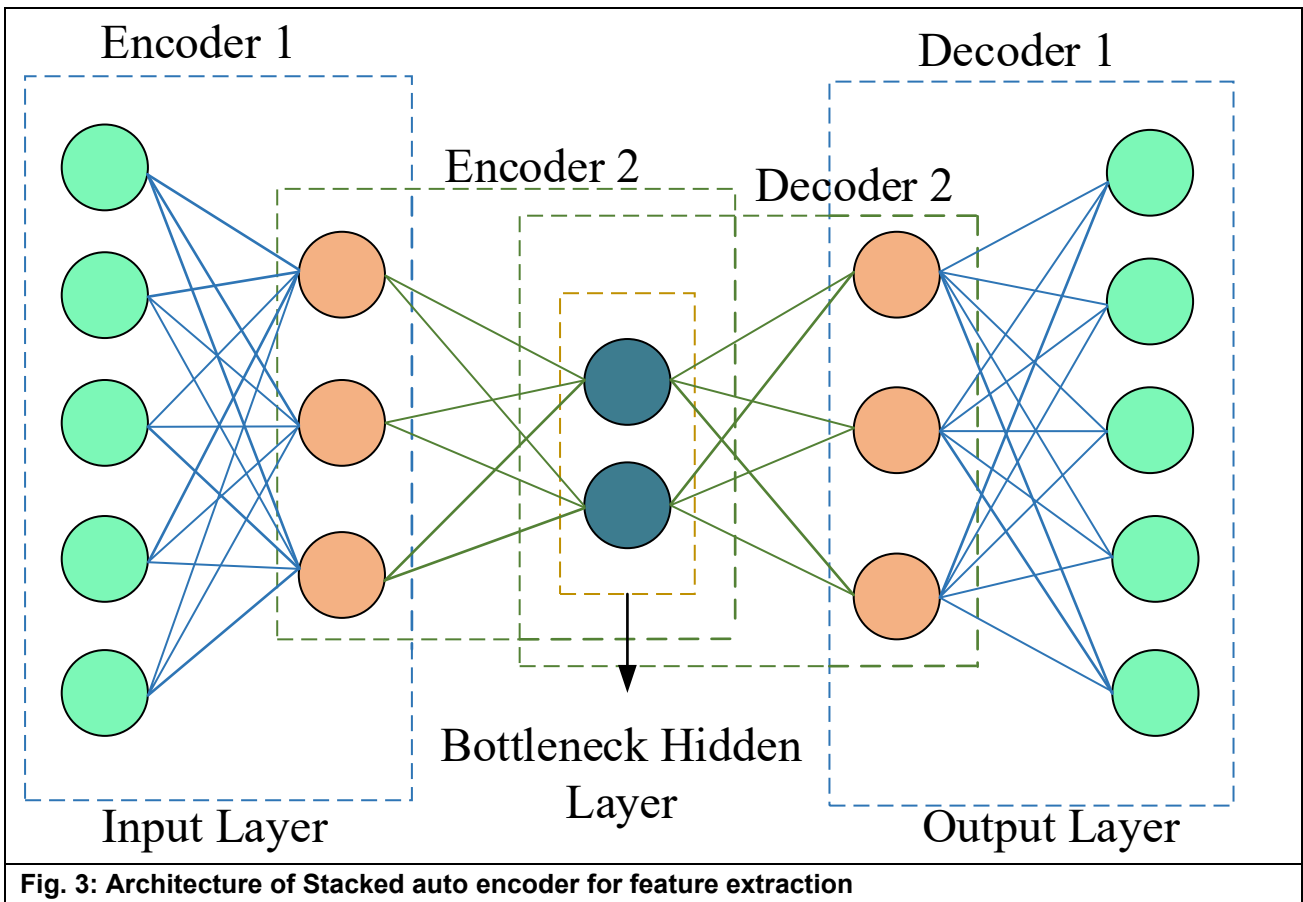 Encoder 1
Decoder 1
Encoder 2
Decoder 2
Bottleneck Hidden
Layer
Input Layer
Output Layer
Fig. 3: Architecture of Stacked auto encoder for feature extraction